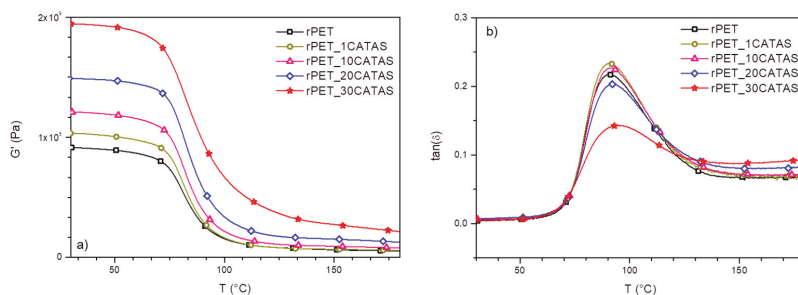 2x10⁹
1x10⁹
0
G' (Pa)
50
100
150
T (°C)
a)
rPET
rPET_1CATAS
rPET_10CATAS
rPET_20CATAS
rPET_30CATAS
0.3
0.2
0.1
0.0
tan(δ)
50
100
150
T (°C)
b)
rPET
rPET_1CATAS
rPET_10CATAS
rPET_20CATAS
rPET_30CATAS